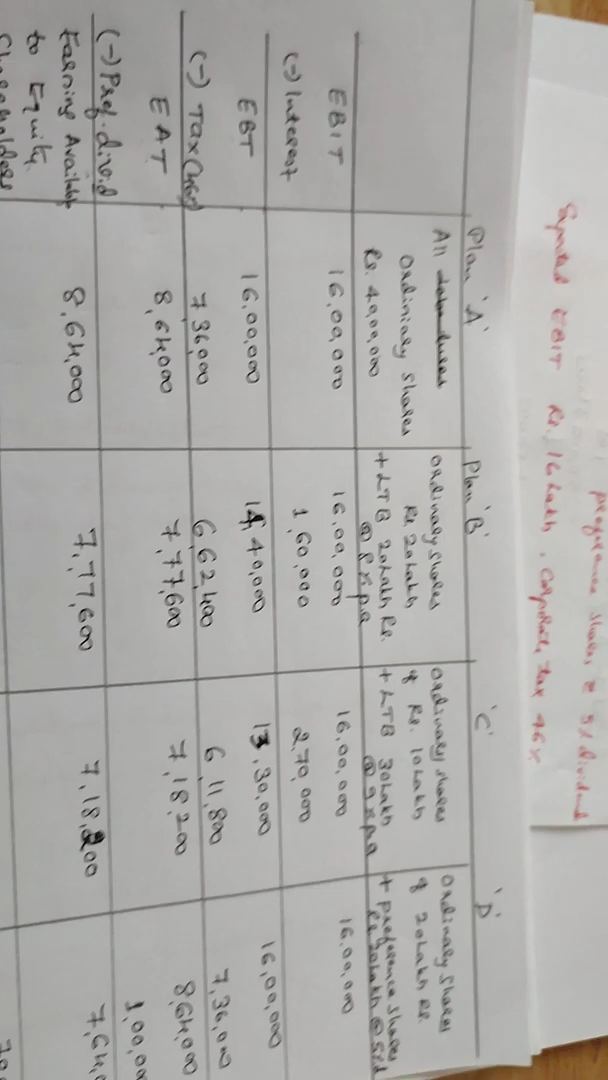 preference shares @ 5% dividend
Expected EBIT Rs. 16 Lakh, Corporate tax 46%
Plan 'A' Plan 'B' 'C' 'D'
All ordinary shares Rs. 40,00,000
ordinary shares Rs 20 Lakh + LTB 20 Lakh Rs. @ 8% pa
ordinary shares of Rs. 10 Lakh + LTB 30 Lakh @ 9% pa
ordinary shares of 20 Lakh Rs. + preference shares Rs 20 Lakh @ 5%
EBIT 16,00,000 16,00,000 16,00,000 16,00,000
(-) Interest 1,60,000 2,70,000
EBT 16,00,000 14,40,000 13,30,000 16,00,000
(-) Tax (46%) 7,36,000 6,62,400 6,11,800 7,36,000
EAT 8,64,000 7,77,600 7,18,200 8,64,000
(-) Pref. divid 1,00,00
Earning Availab 8,64,000 7,77,600 7,18,200 7,64,
to Equity
Shareholders